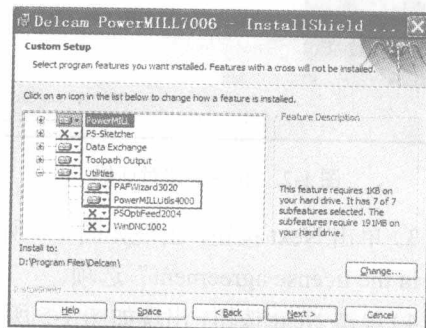 Delcam PowerMILL7006 - InstallShield ...
Custom Setup
Select program features you want installed. Features with a cross will not be installed.
Click on an icon in the list below to change how a feature is installed.
PowerMILL
PS-Sketcher
Data Exchange
Toolpath Output
Utilities
PAFWizard3020
PowerMILLUtils4000
PSOptFeed2004
WinDNC1002
Feature Description
This feature requires 1KB on
your hard drive. It has 7 of 7
subfeatures selected. The
subfeatures require 191MB on
your hard drive.
Install to:
D:\Program Files\Delcam\
Change...
InstallShield
Help
Space
< Back
Next >
Cancel